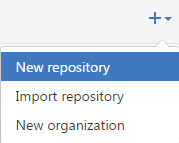 New repository
Import repository
New organization